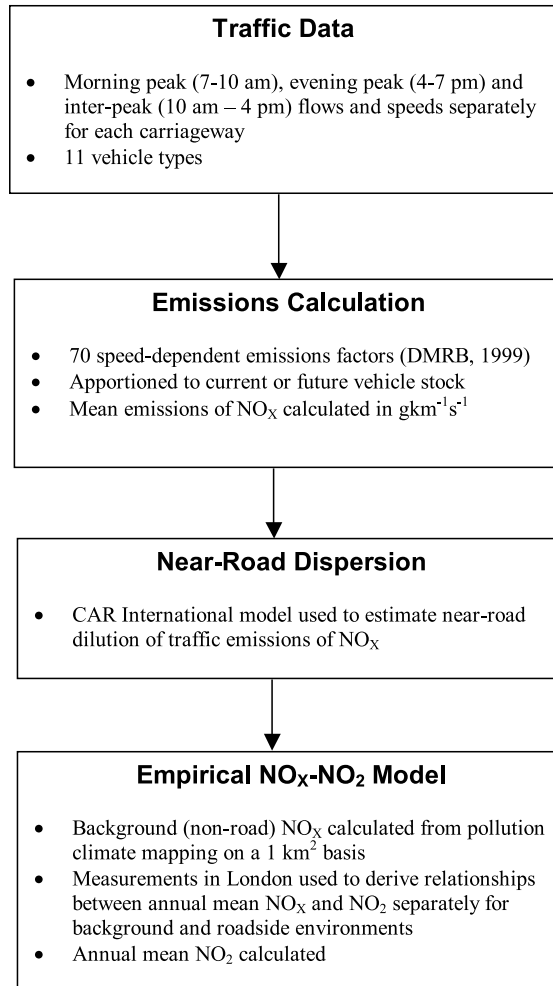 Traffic Data
• Morning peak (7-10 am), evening peak (4-7 pm) and
inter-peak (10 am – 4 pm) flows and speeds separately
for each carriageway
• 11 vehicle types
Emissions Calculation
• 70 speed-dependent emissions factors (DMRB, 1999)
• Apportioned to current or future vehicle stock
• Mean emissions of NOX calculated in gkm⁻¹s⁻¹
Near-Road Dispersion
• CAR International model used to estimate near-road
dilution of traffic emissions of NOX
Empirical NOX-NO₂ Model
• Background (non-road) NOX calculated from pollution
climate mapping on a 1 km² basis
• Measurements in London used to derive relationships
between annual mean NOX and NO₂ separately for
background and roadside environments
• Annual mean NO₂ calculated